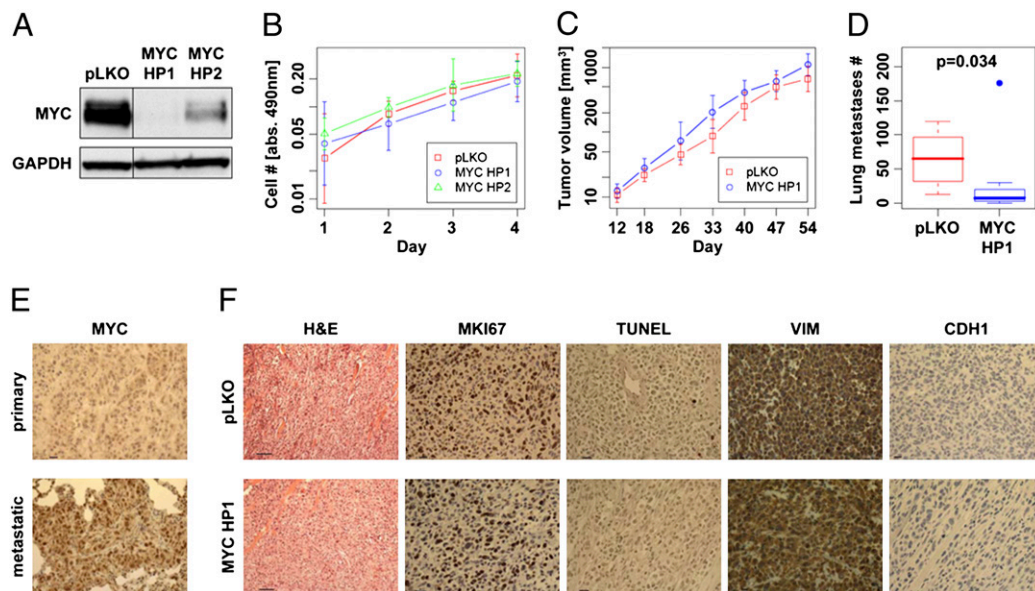 A
pLKO
MYC HP1
MYC HP2
MYC
GAPDH
B
Cell # [abs. 490nm]
0.20
0.05
0.01
pLKO
MYC HP1
MYC HP2
1 2 3 4
Day
C
Tumor volume [mm³]
1000
200
50
10
pLKO
MYC HP1
12 18 26 33 40 47 54
Day
D
Lung metastases #
p=0.034
200
150
100
50
0
pLKO
MYC HP1
E
MYC
primary
metastatic
F
H&E MKI67 TUNEL VIM CDH1
pLKO
MYC HP1